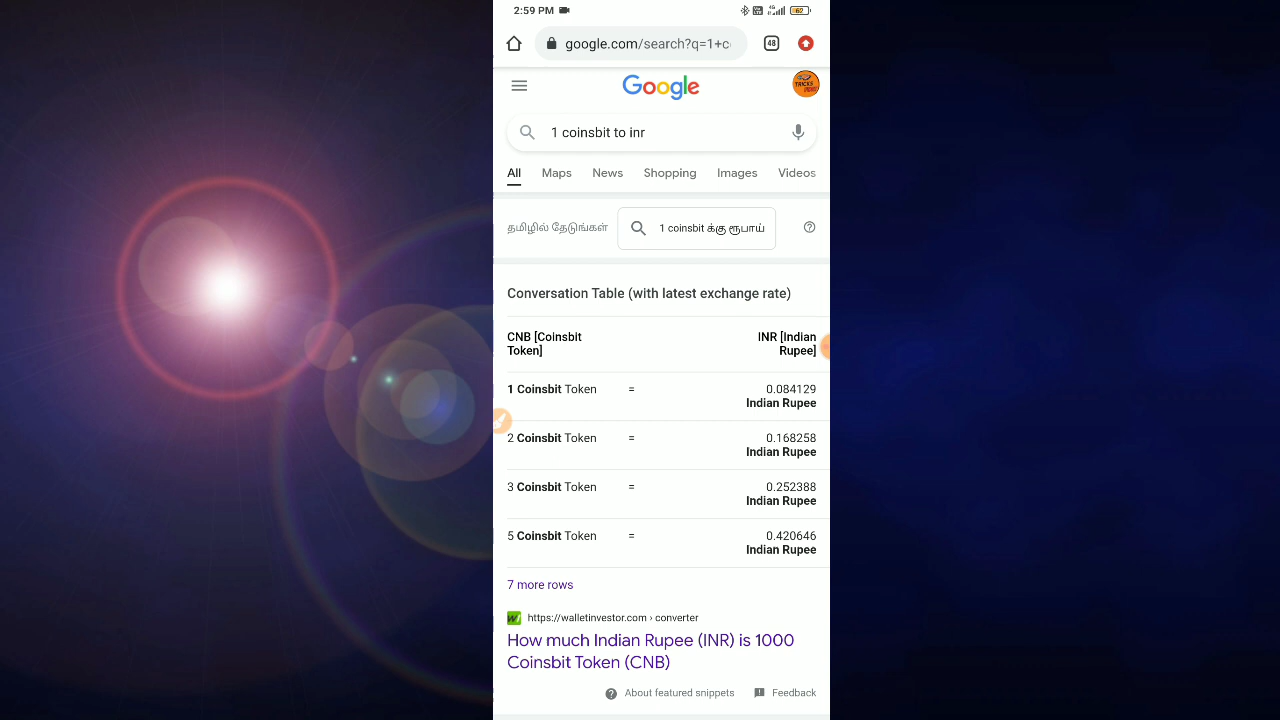 2:59 PM
4G
62
google.com/search?q=1+c
48
Google
TRICKS
1 coinsbit to inr
All Maps News Shopping Images Videos
தமிழில் தேடுங்கள் 1 coinsbit க்கு ரூபாய்
Conversation Table (with latest exchange rate)
CNB [Coinsbit INR [Indian
Token] Rupee]
1 Coinsbit Token = 0.084129
Indian Rupee
2 Coinsbit Token = 0.168258
Indian Rupee
3 Coinsbit Token = 0.252388
Indian Rupee
5 Coinsbit Token = 0.420646
Indian Rupee
7 more rows
https://walletinvestor.com › converter
How much Indian Rupee (INR) is 1000
Coinsbit Token (CNB)
About featured snippets Feedback